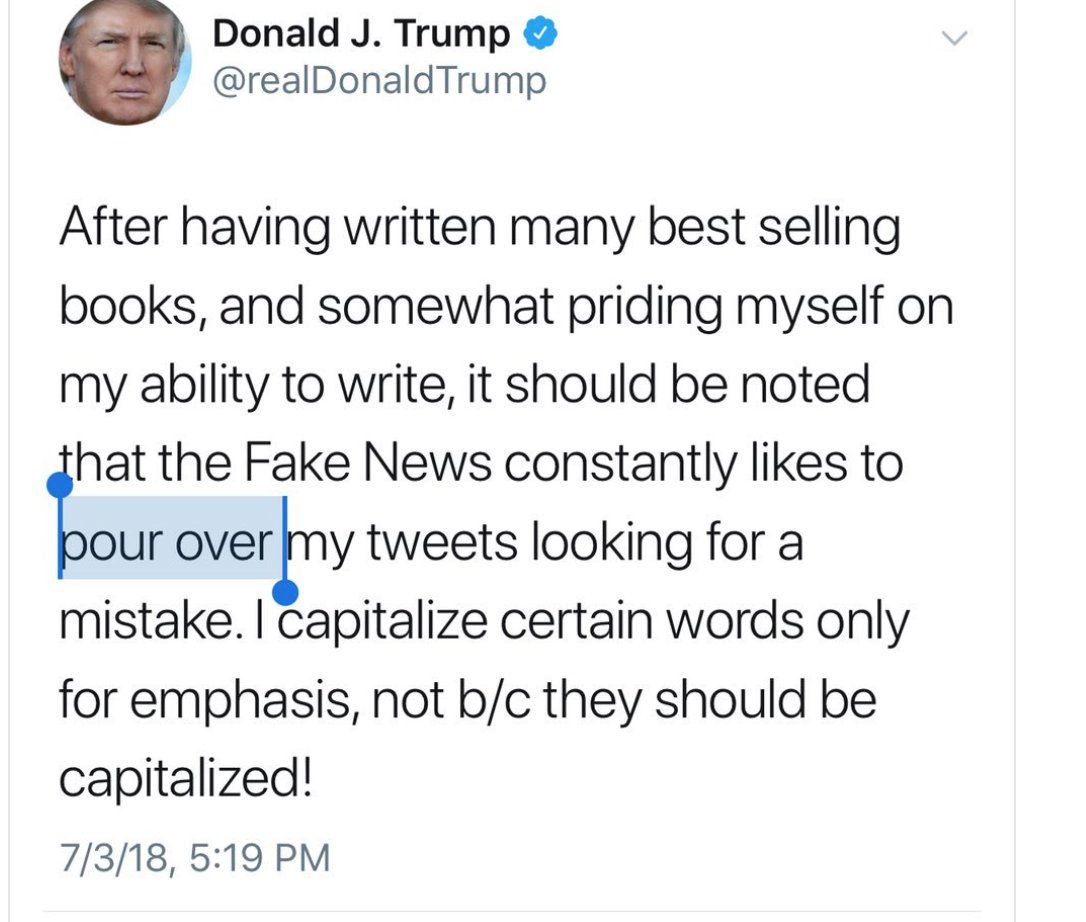 Donald J. Trump
@realDonaldTrump
After having written many best selling
books, and somewhat priding myself on
my ability to write, it should be noted
that the Fake News constantly likes to
pour over my tweets looking for a
mistake. I capitalize certain words only
for emphasis, not b/c they should be
capitalized!
7/3/18, 5:19 PM